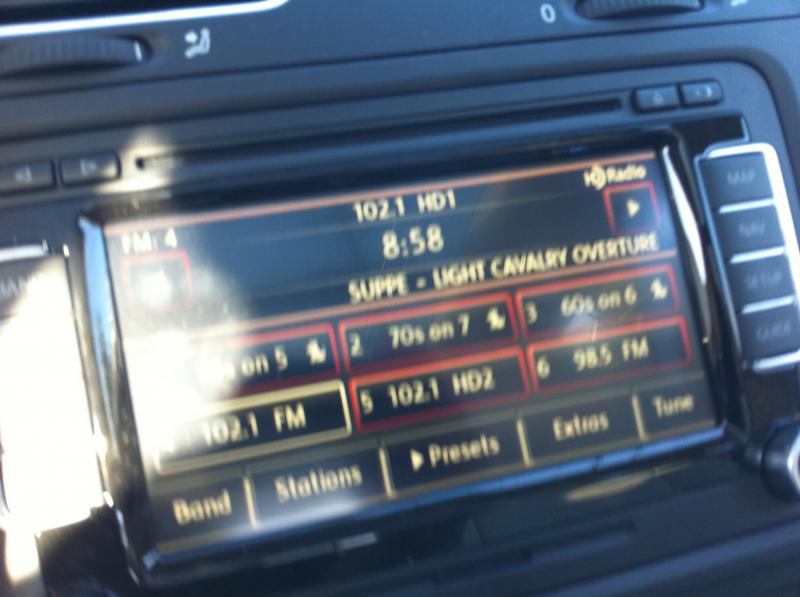 0
HD Radio
102.1 HD1
FM: 4
8:58
SUPPE - LIGHT CAVALRY OVERTURE
on 5
2 70s on 7
3 60s on 6
102.1 FM
5 102.1 HD2
6 98.5 FM
Band
Stations
Presets
Extras
Tune
MAP
NAV
SETUP
GUIDE